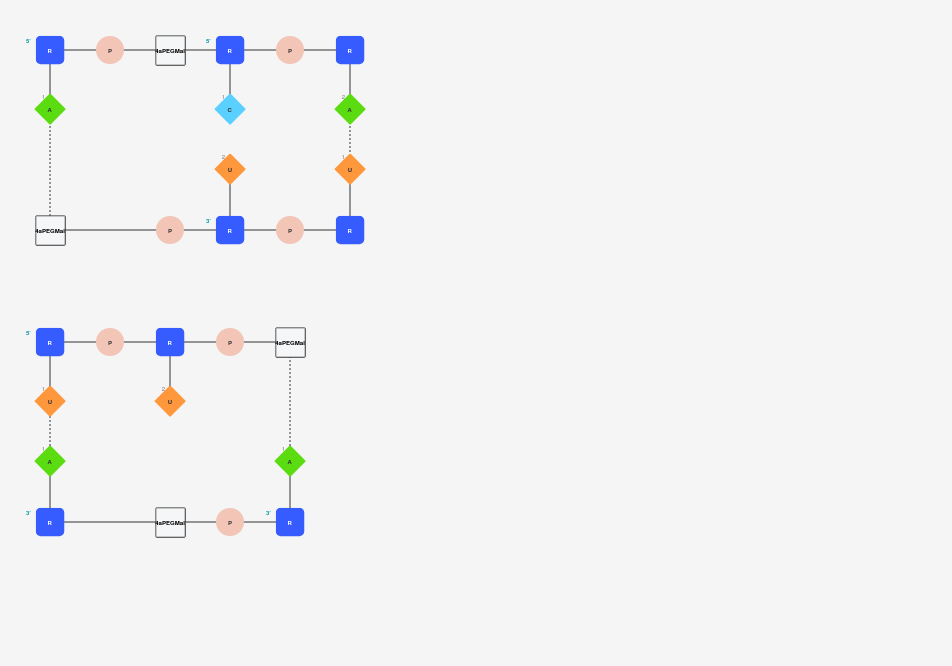 5' R P 4aPEGMal 5' R P R
1 A 1 C 2 A
2 U 1 U
4aPEGMal P 3' R P R
5' R P R P 4aPEGMal
1 U 2 U
1 A 1 A
3' R 4aPEGMal P 3' R